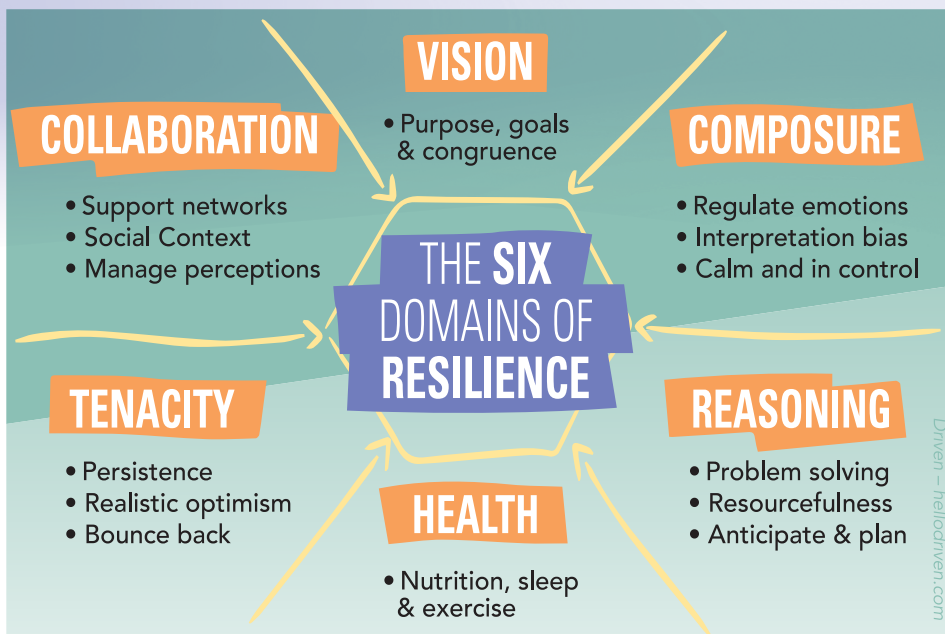 VISION
• Purpose, goals
& congruence
COLLABORATION
• Support networks
• Social Context
• Manage perceptions
COMPOSURE
• Regulate emotions
• Interpretation bias
• Calm and in control
THE SIX
DOMAINS OF
RESILIENCE
TENACITY
• Persistence
• Realistic optimism
• Bounce back
HEALTH
• Nutrition, sleep
& exercise
REASONING
• Problem solving
• Resourcefulness
• Anticipate & plan
Driven – hellodriven.com